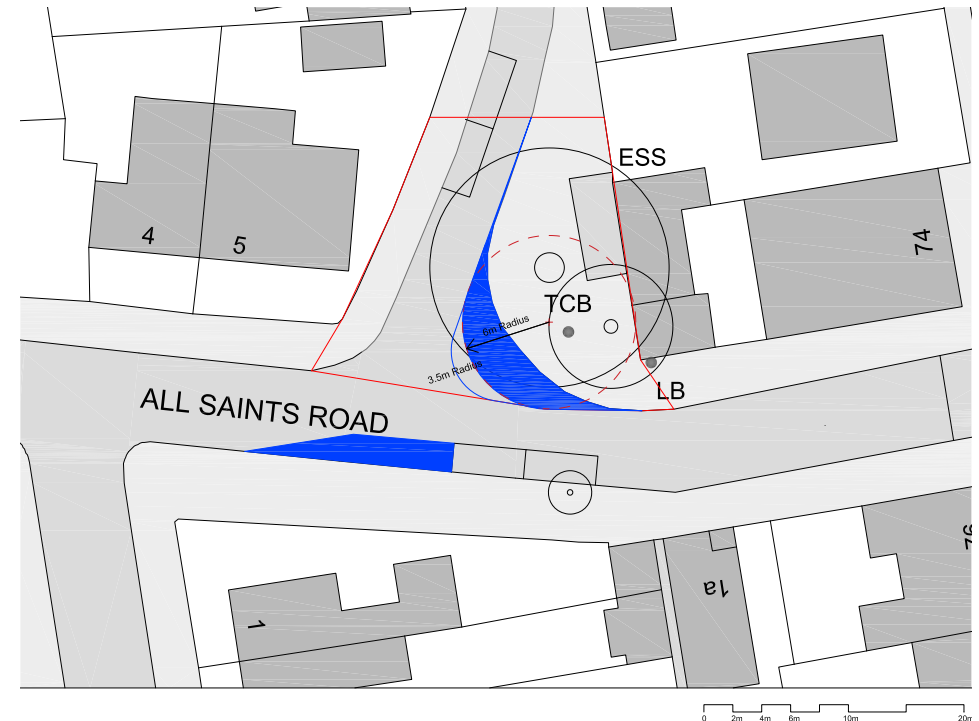 ESS
4
5
74
TCB
6m Radius
3.5m Radius
LB
ALL SAINTS ROAD
1a
1
0 2m 4m 6m 10m 20m